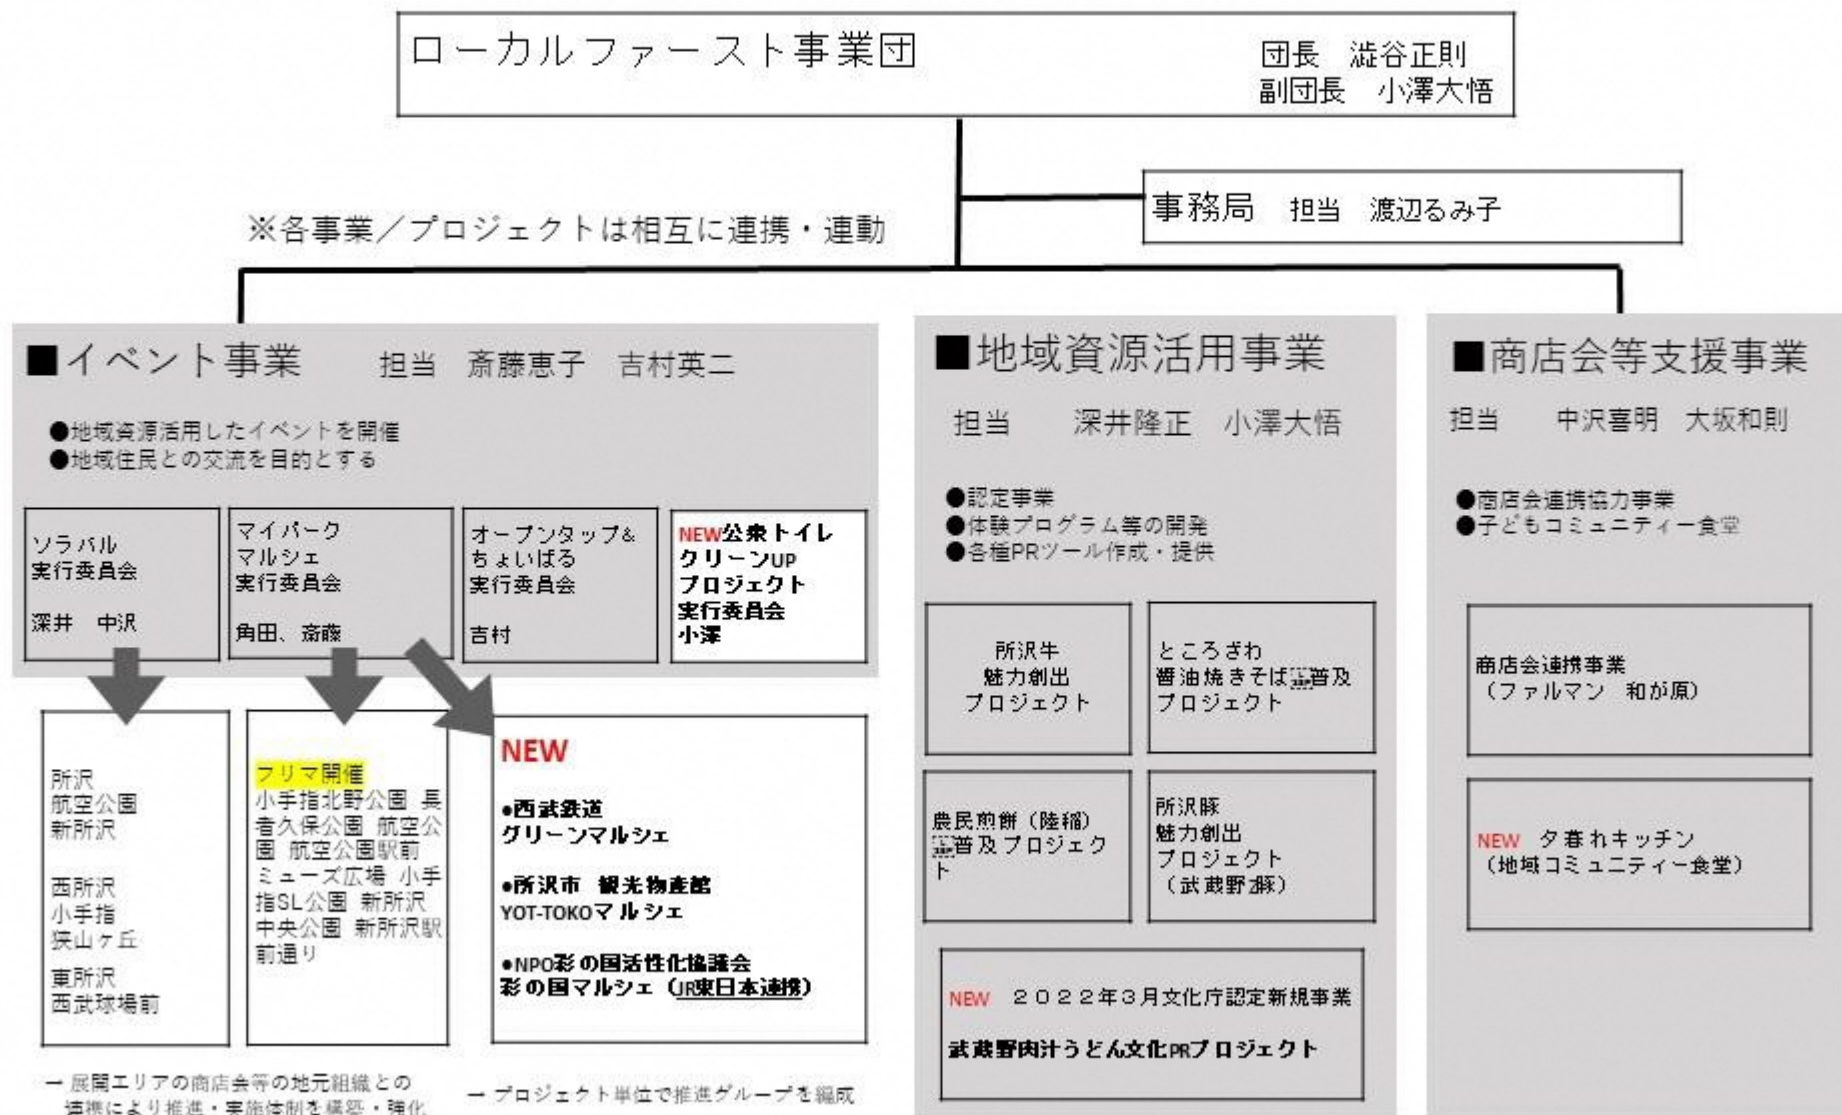 ローカルファースト事業団
団長　澁谷正則
副団長　小澤大悟
事務局　担当　渡辺るみ子
※各事業／プロジェクトは相互に連携・連動
■イベント事業　担当　斎藤恵子　吉村英二
●地域資源活用したイベントを開催
●地域住民との交流を目的とする
ソラバル
実行委員会
深井　中沢
マイパーク
マルシェ
実行委員会
角田、斎藤
オープンタップ&
ちょいばる
実行委員会
吉村
NEW公衆トイレ
クリーンUP
プロジェクト
実行委員会
小澤
所沢
航空公園
新所沢
西所沢
小手指
狭山ヶ丘
東所沢
西武球場前
フリマ開催
小手指北野公園 長
者久保公園 航空公
園 航空公園駅前
ミューズ広場 小手
指SL公園 新所沢
中央公園 新所沢駅
前通り
NEW
●西武鉄道
グリーンマルシェ
●所沢市 観光物産館
YOT-TOKOマルシェ
●NPO彩の国活性化協議会
彩の国マルシェ（JR東日本連携）
→ 展開エリアの商店会等の地元組織との
連携により推進・実施体制を構築・強化
→ プロジェクト単位で推進グループを編成
■地域資源活用事業
担当　深井隆正　小澤大悟
●認定事業
●体験プログラム等の開発
●各種PRツール作成・提供
所沢牛
魅力創出
プロジェクト
ところざわ
醤油焼きそば普及
プロジェクト
農民煎餅（陸稲）
普及プロジェク
ト
所沢豚
魅力創出
プロジェクト
（武蔵野Z豚）
NEW　２０２２年３月文化庁認定新規事業
武蔵野肉汁うどん文化PRプロジェクト
■商店会等支援事業
担当　中沢喜明　大坂和則
●商店会連携協力事業
●子どもコミュニティー食堂
商店会連携事業
（ファルマン　和が原）
NEW 夕暮れキッチン
（地域コミュニティー食堂）